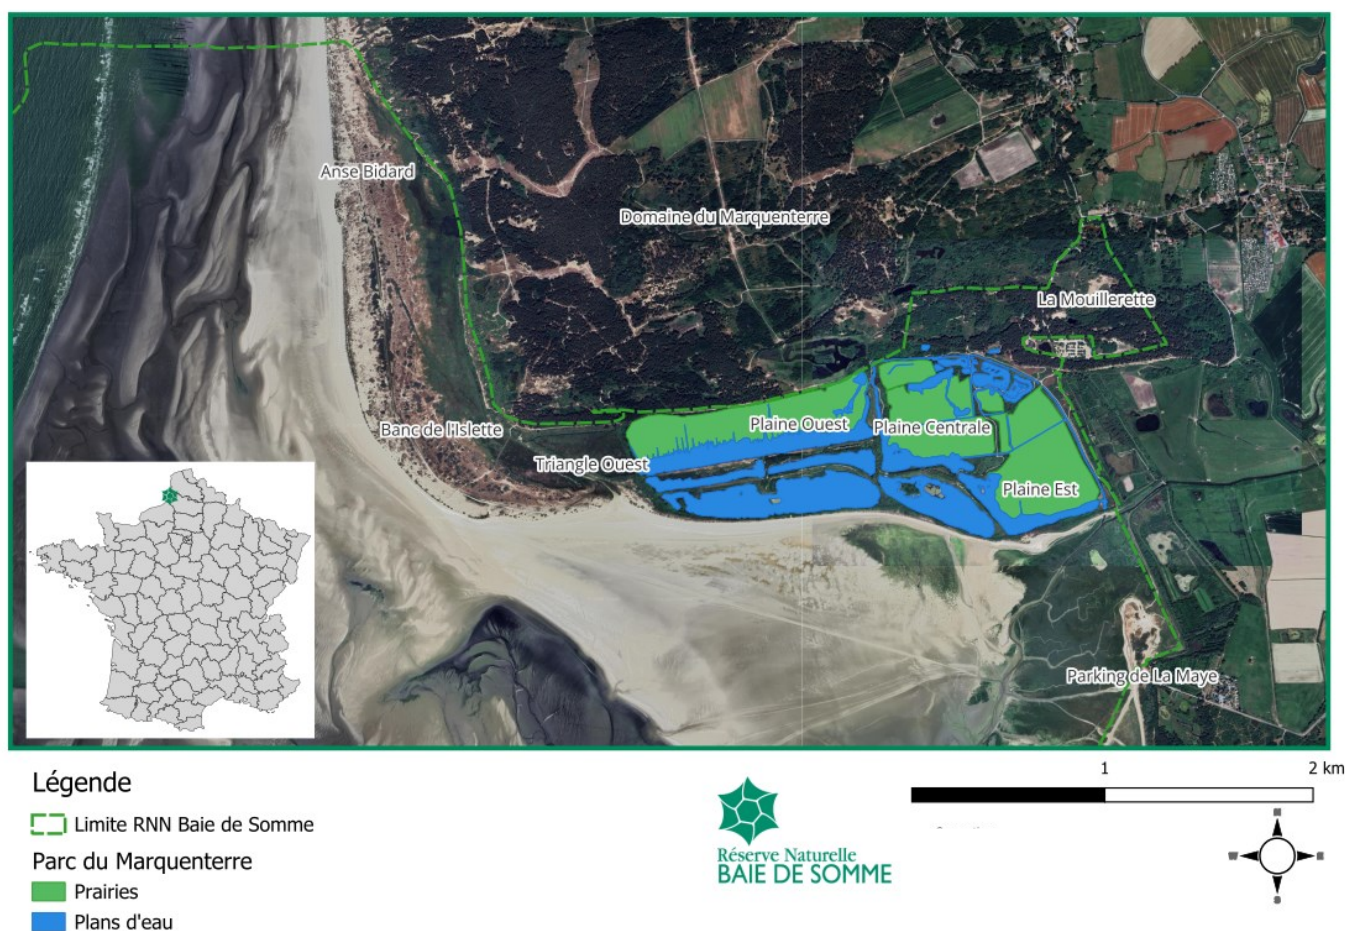 Anse Bidard
Domaine du Marquenterre
La Mouillerette
Banc de l'Islette
Plaine Ouest
Plaine Centrale
Triangle Ouest
Plaine Est
Parking de La Maye
Légende
Limite RNN Baie de Somme
Parc du Marquenterre
Prairies
Plans d'eau
Réserve Naturelle
BAIE DE SOMME
1
2 km